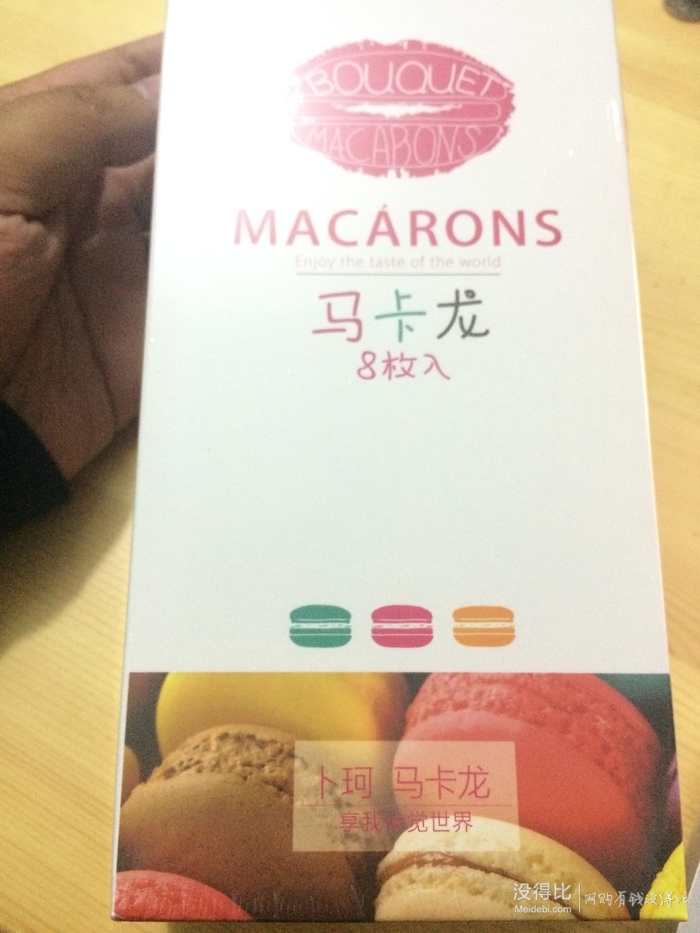 BOUQUET
MACARONS
MACÁRONS
Enjoy the taste of the world
马卡龙
8枚入
卜珂 马卡龙
享我味觉世界
没得比
Meidebi.com
网购有钱没得比